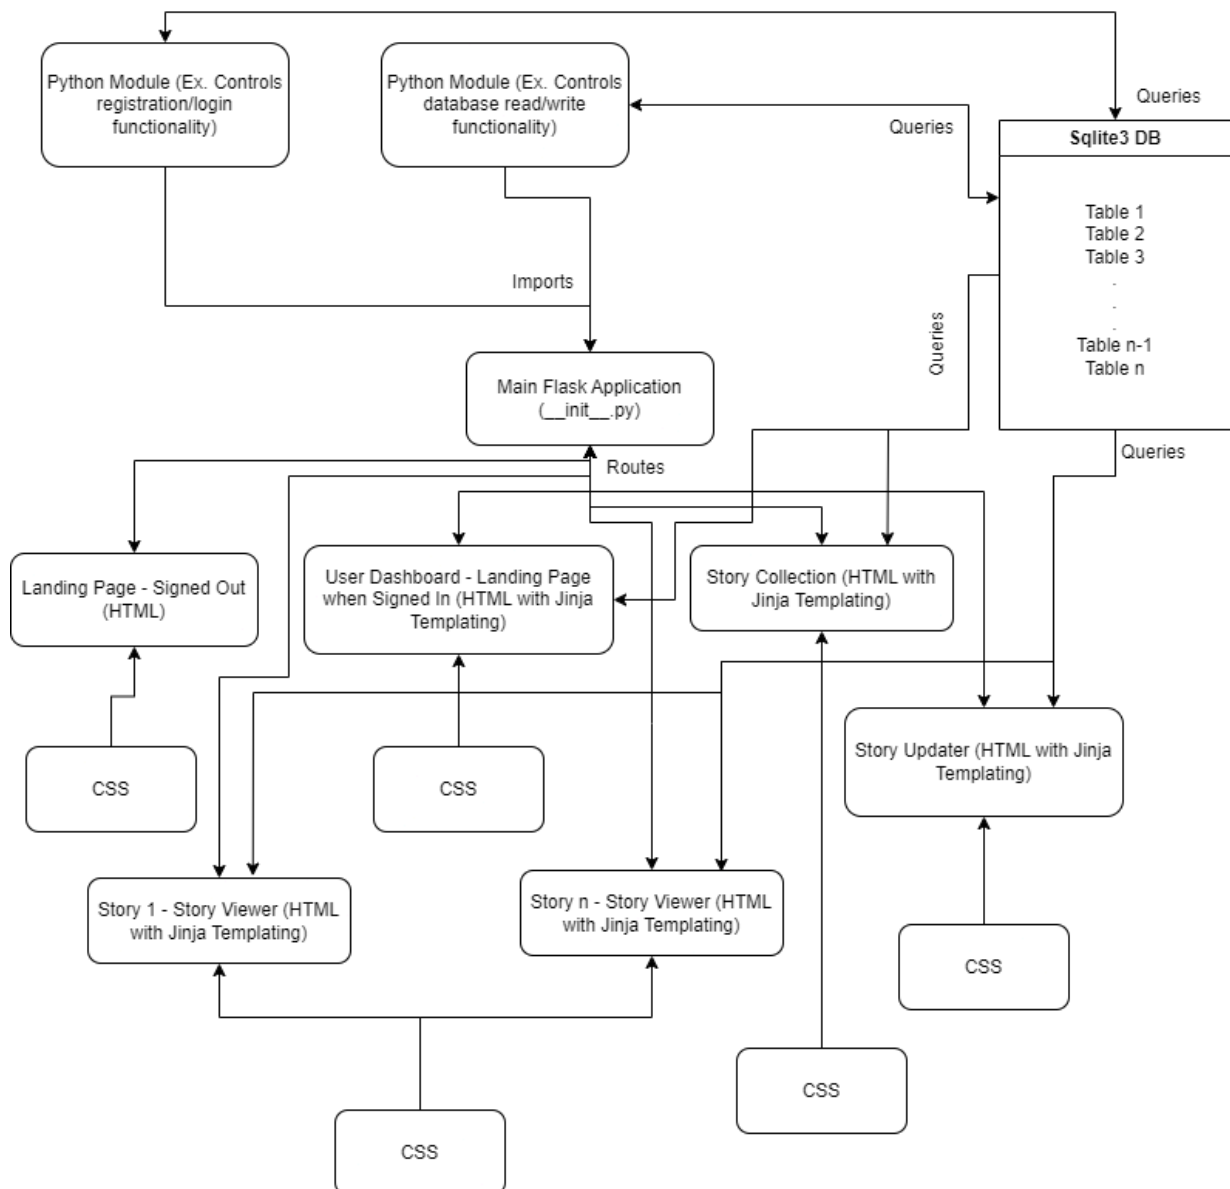 Python Module (Ex. Controls
registration/login
functionality)
Python Module (Ex. Controls
database read/write
functionality)
Queries
Queries
Sqlite3 DB
Table 1
Table 2
Table 3
.
.
.
Table n-1
Table n
Imports
Queries
Main Flask Application
(__init__.py)
Routes
Queries
Landing Page - Signed Out
(HTML)
User Dashboard - Landing Page
when Signed In (HTML with Jinja
Templating)
Story Collection (HTML with
Jinja Templating)
Story Updater (HTML with Jinja
Templating)
CSS
CSS
Story 1 - Story Viewer (HTML
with Jinja Templating)
Story n - Story Viewer (HTML
with Jinja Templating)
CSS
CSS
CSS